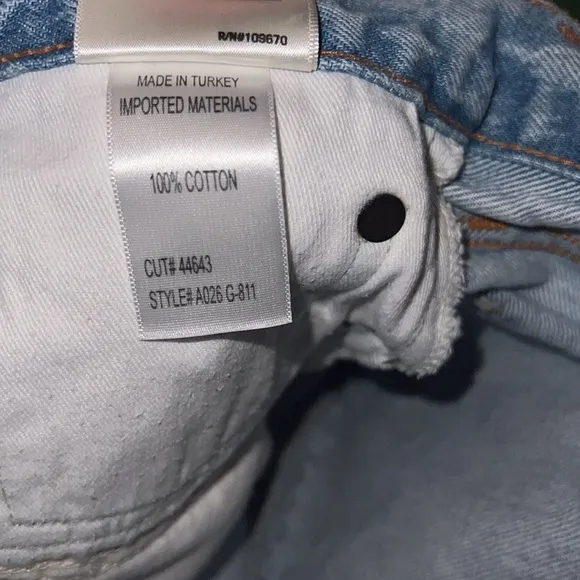 R/N#109670
MADE IN TURKEY
IMPORTED MATERIALS
100% COTTON
CUT# 44643
STYLE# A026 G-811